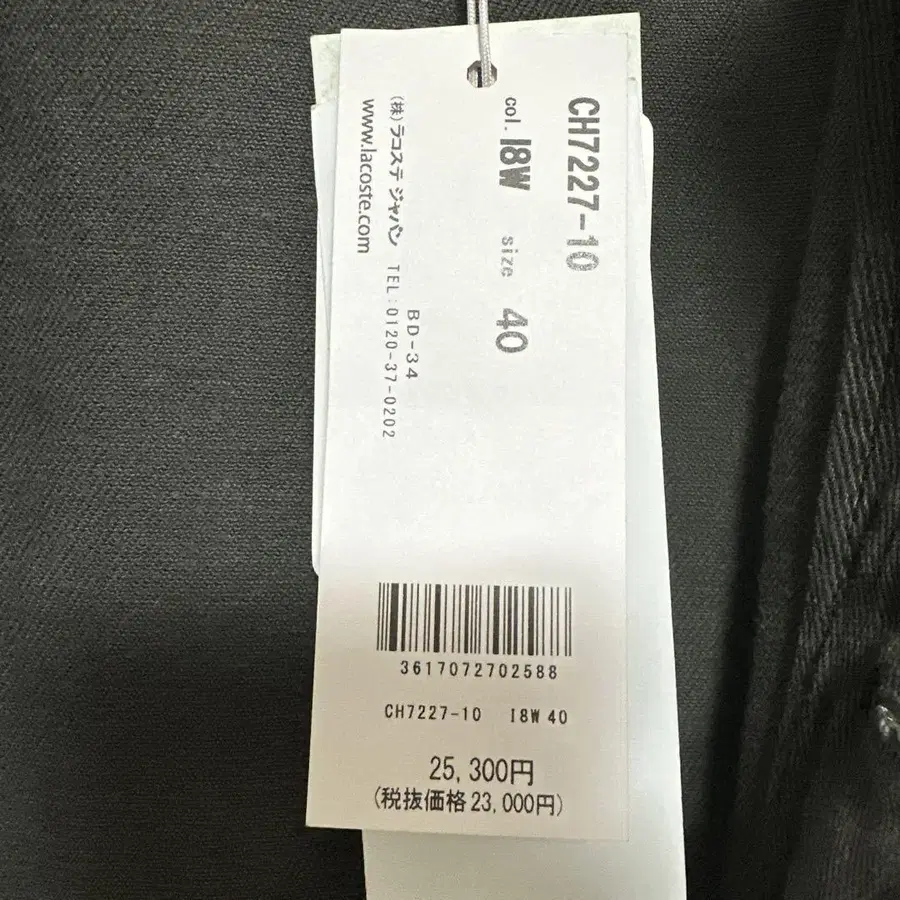 CH7227-10
col. I8W size 40
BD-34
(株)ラコステ ジャパン TEL:0120-37-0202
www.lacoste.com
3617072702588
CH7227-10 I8W 40
25,300円
(税抜価格23,000円)